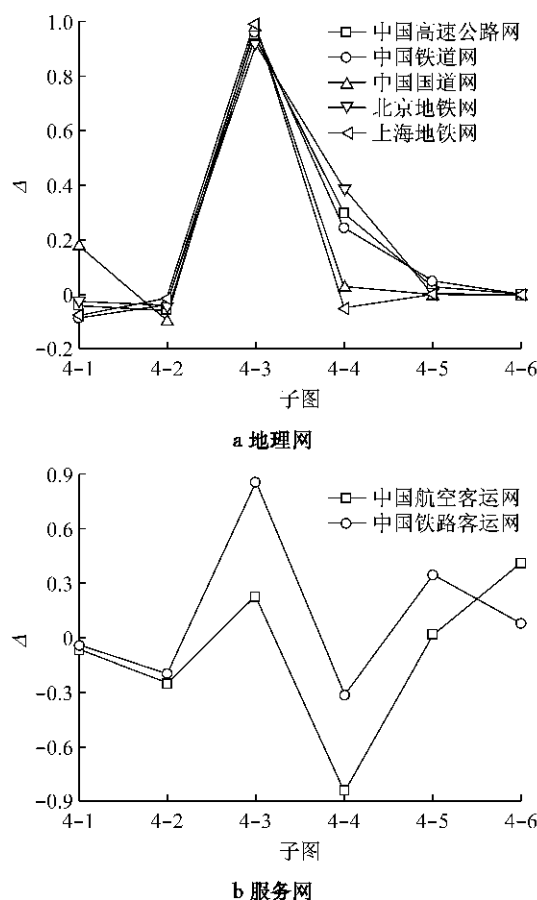 1.0
中国高速公路网
中国铁道网
0.8
中国国道网
北京地铁网
0.6
上海地铁网
Δ
0.4
0.2
0
-0.2
4-1 4-2 4-3 4-4 4-5 4-6
子图
a 地理网
0.9
中国航空客运网
中国铁路客运网
0.6
0.3
Δ
0
-0.3
-0.6
-0.9
4-1 4-2 4-3 4-4 4-5 4-6
子图
b 服务网